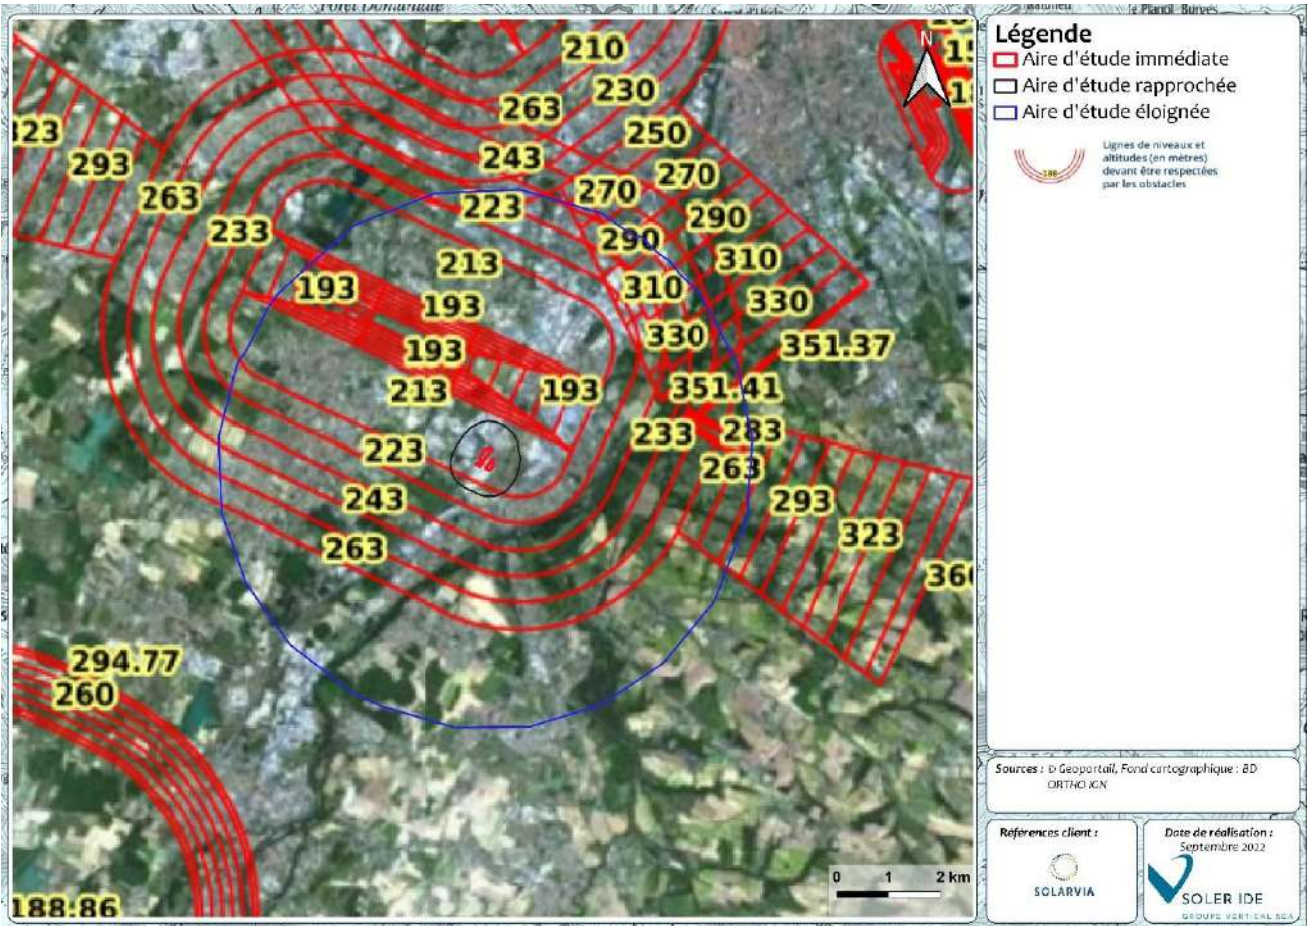 210
230
263
250
243
270
270
223
290
290
310
310
330
330
351.37
351.41
323
293
263
233
213
193
193
193
213
193
223
233
283
263
243
263
293
323
294.77
260
188.86
N
0 1 2 km
Légende
Aire d'étude immédiate
Aire d'étude rapprochée
Aire d'étude éloignée
188
Lignes de niveaux et
altitudes (en mètres)
devant être respectées
par les obstacles
Sources : © Geoportail, Fond cartographique : BD
ORTHO IGN
Références client :
SOLARVIA
Date de réalisation :
Septembre 2022
SOLER IDE
GROUPE VERTICAL SEA